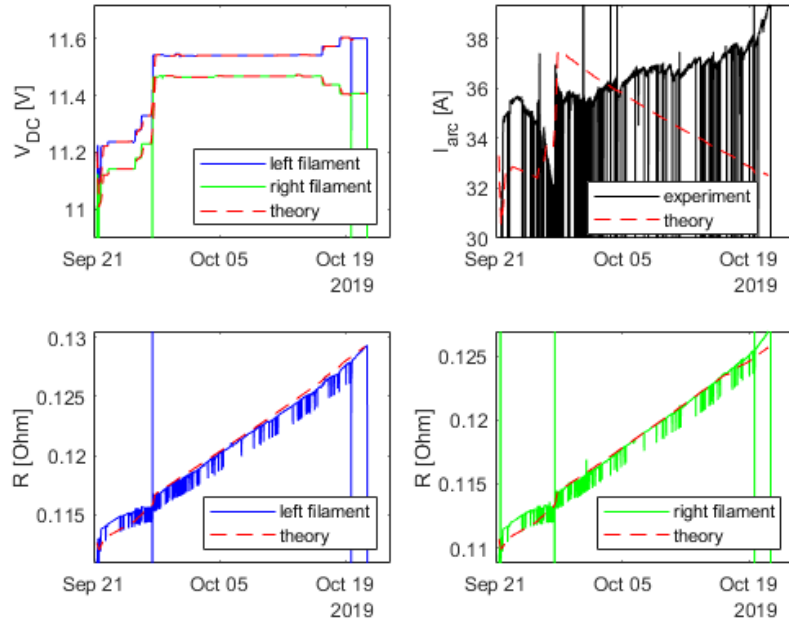 11.6
11.4
11.2
11
V_DC [V]
left filament
right filament
theory
Sep 21
Oct 05
Oct 19
2019
38
36
34
32
30
I_arc [A]
experiment
theory
Sep 21
Oct 05
Oct 19
2019
0.13
0.125
0.12
0.115
R [Ohm]
left filament
theory
Sep 21
Oct 05
Oct 19
2019
0.125
0.12
0.115
0.11
R [Ohm]
right filament
theory
Sep 21
Oct 05
Oct 19
2019